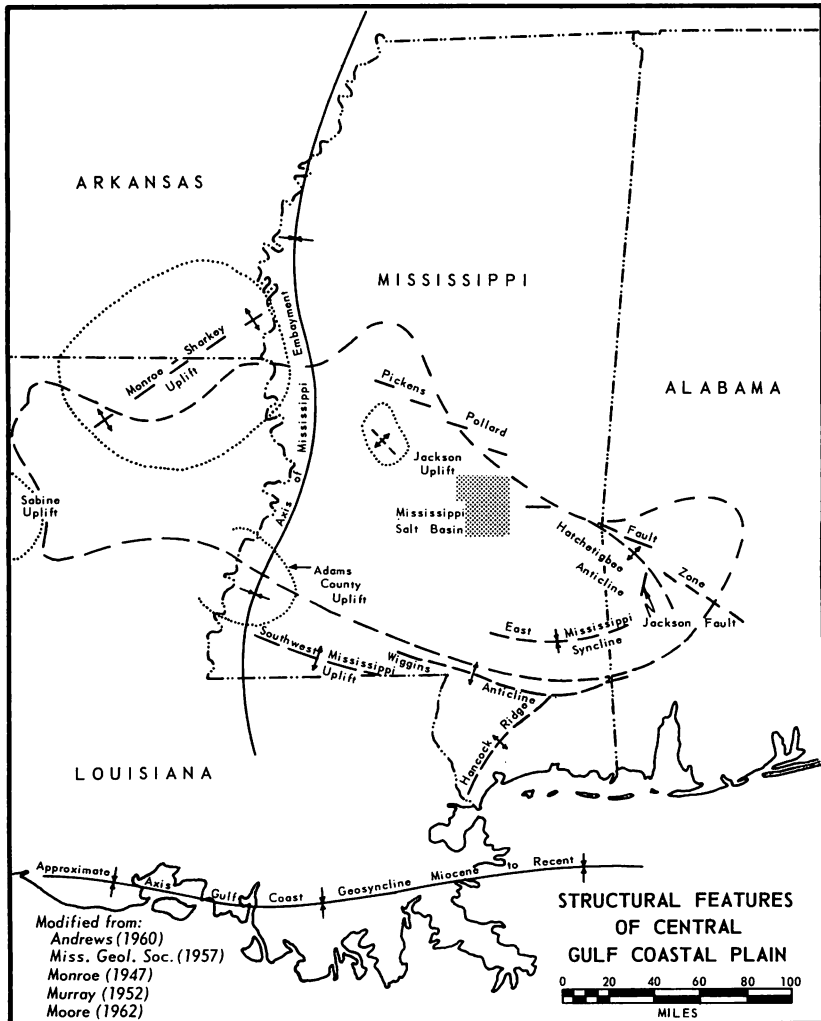 ARKANSAS
MISSISSIPPI
ALABAMA
LOUISIANA
Axis of Mississippi Embayment
Monroe - Sharkey
Uplift
Pickens Pollard
Jackson
Uplift
Sabine
Uplift
Mississippi
Salt Basin
Fault
Zone
Hatchetigbee
Anticline
Adams
County
Uplift
East Mississippi
Syncline
Jackson Fault
Southwest Mississippi
Uplift
Wiggins
Anticline
Hancock Ridge
Approximate Axis Gulf Coast Geosyncline Miocene to Recent
Modified from:
Andrews (1960)
Miss. Geol. Soc. (1957)
Monroe (1947)
Murray (1952)
Moore (1962)
STRUCTURAL FEATURES
OF CENTRAL
GULF COASTAL PLAIN
0 20 40 60 80 100
MILES